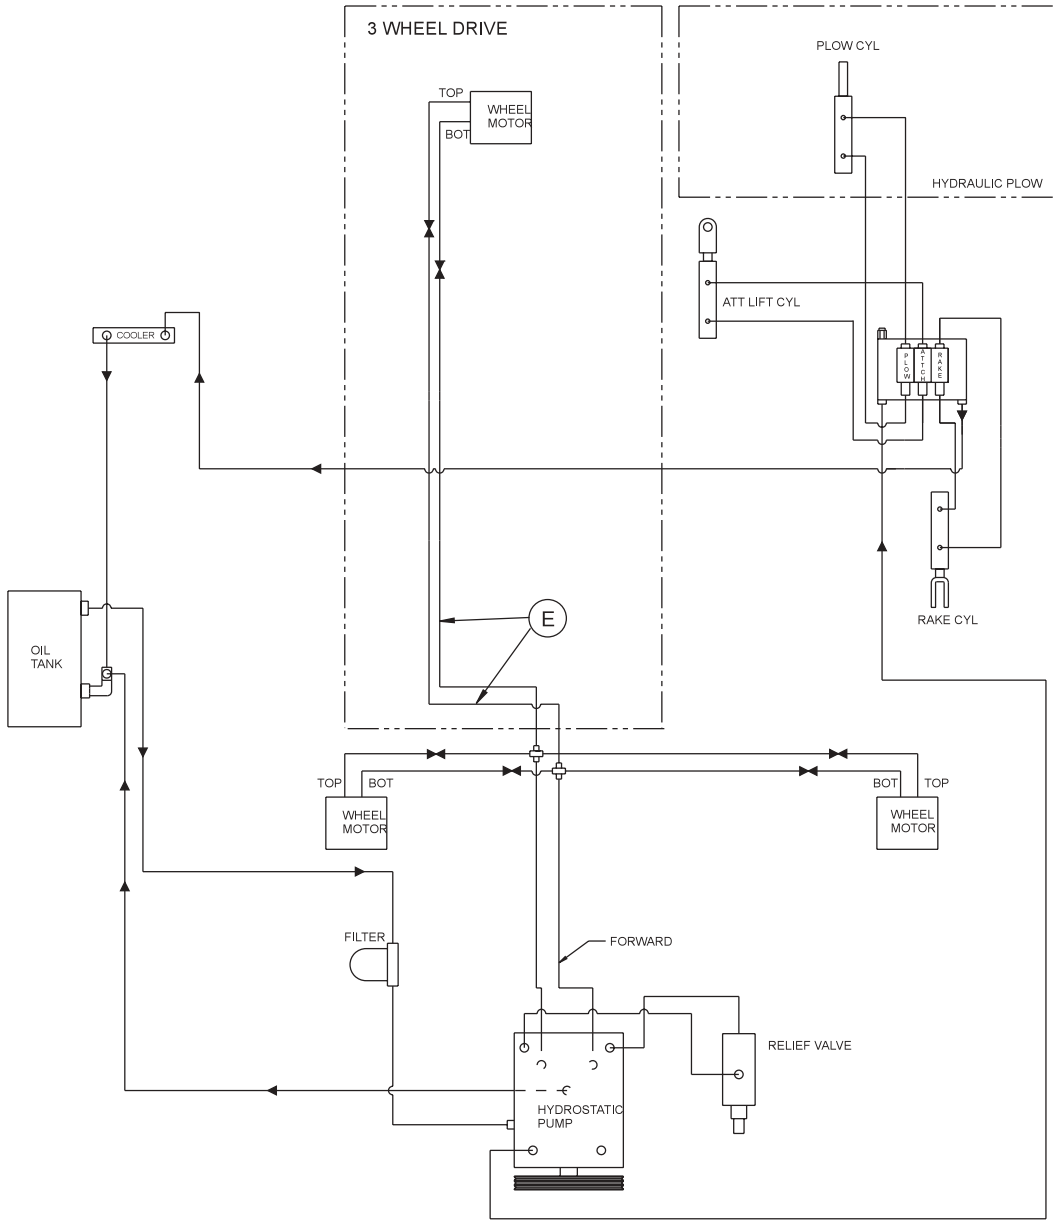 3 WHEEL DRIVE
PLOW CYL
TOP
WHEEL
MOTOR
BOT
HYDRAULIC PLOW
ATT LIFT CYL
COOLER
PLOW
ATTCH
RAKE
E
RAKE CYL
OIL
TANK
TOP
BOT
BOT
TOP
WHEEL
MOTOR
WHEEL
MOTOR
FILTER
FORWARD
RELIEF VALVE
HYDROSTATIC
PUMP